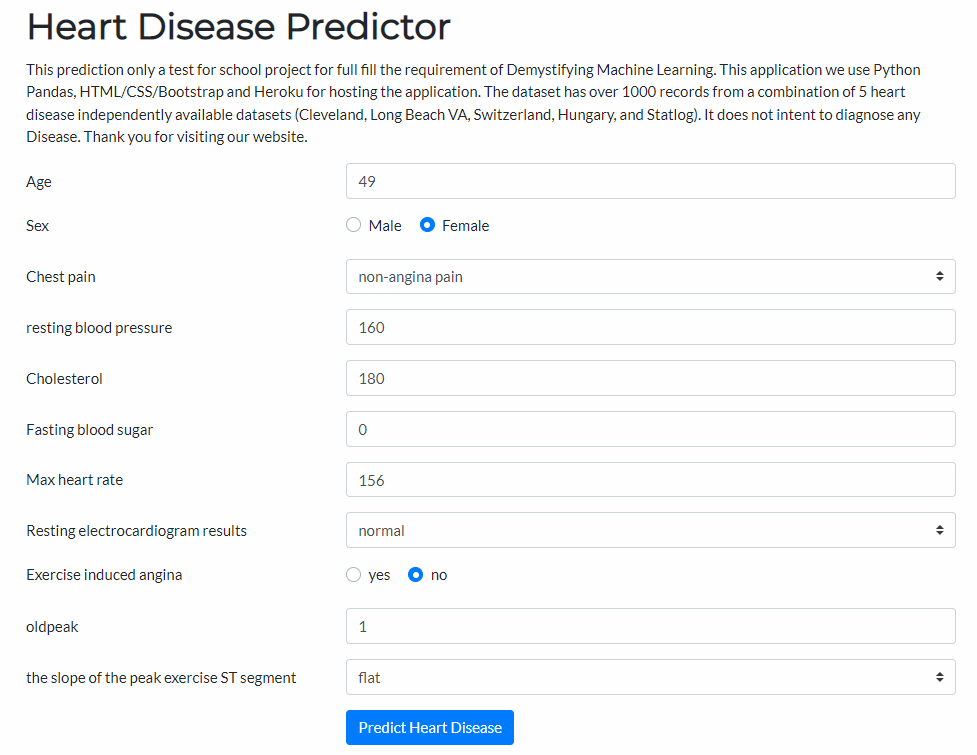 Heart Disease Predictor
This prediction only a test for school project for full fill the requirement of Demystifying Machine Learning. This application we use Python
Pandas, HTML/CSS/Bootstrap and Heroku for hosting the application. The dataset has over 1000 records from a combination of 5 heart
disease independently available datasets (Cleveland, Long Beach VA, Switzerland, Hungary, and Statlog). It does not intent to diagnose any
Disease. Thank you for visiting our website.
Age 49
Sex Male Female
Chest pain non-angina pain
resting blood pressure 160
Cholesterol 180
Fasting blood sugar 0
Max heart rate 156
Resting electrocardiogram results normal
Exercise induced angina yes no
oldpeak 1
the slope of the peak exercise ST segment flat
Predict Heart Disease